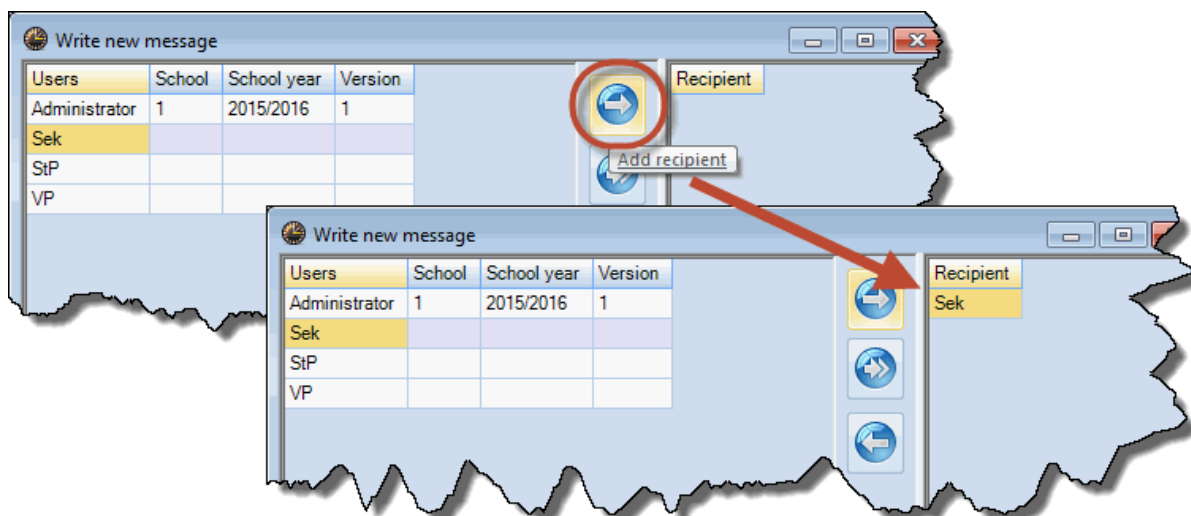 Write new message
Users School School year Version
Administrator 1 2015/2016 1
Sek
StP
VP
Recipient
Add recipient
Write new message
Users School School year Version
Administrator 1 2015/2016 1
Sek
StP
VP
Recipient
Sek